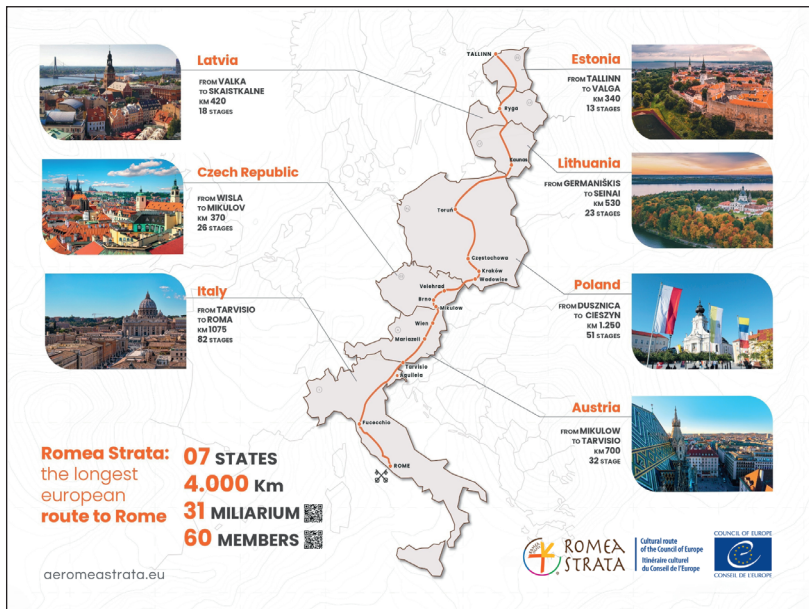 Latvia
FROM VALKA
TO SKAISTKALNE
KM 420
18 STAGES
Czech Republic
FROM WISLA
TO MIKULOV
KM 370
26 STAGES
Italy
FROM TARVISIO
TO ROMA
KM 1075
82 STAGES
Estonia
FROM TALLINN
TO VALGA
KM 340
13 STAGES
Lithuania
FROM GERMANIŠKIS
TO SEINAI
KM 530
23 STAGES
Poland
FROM DUSZNICA
TO CIESZYN
KM 1.250
51 STAGES
Austria
FROM MIKULOW
TO TARVISIO
KM 700
32 STAGE
TALLINN
Ryga
Toruń
Częstochowa
Kraków
Wadowice
Velehrad
Brno
Mikulow
Wien
Mariazell
Tarvisio
Aquileia
Fucecchio
ROME
Romea Strata:
the longest
european
route to Rome
07 STATES
4.000 Km
31 MILIARIUM
60 MEMBERS
aeromeastrata.eu
ROMEA
STRATA
Cultural route
of the Council of Europe
Itinéraire culturel
du Conseil de l'Europe
COUNCIL OF EUROPE
CONSEIL DE L'EUROPE